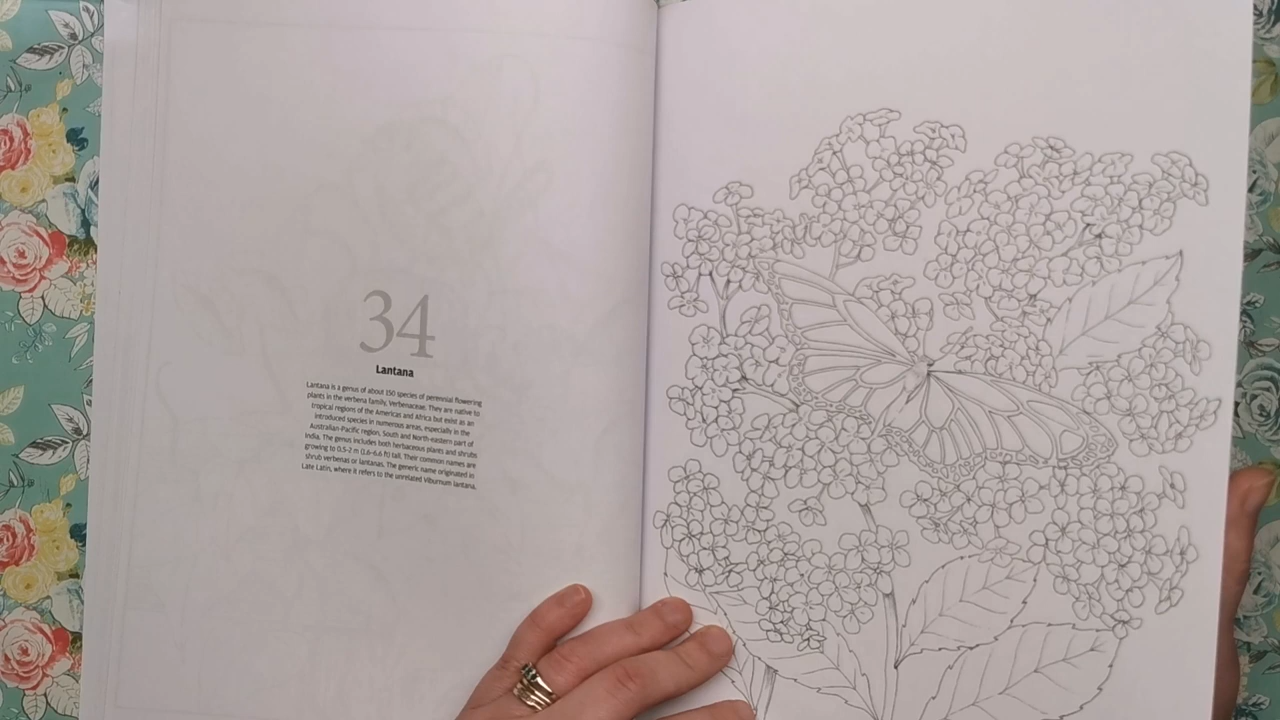 34
Lantana
Lantana is a genus of about 150 species of perennial flowering
plants in the verbena family, Verbenaceae. They are native to
tropical regions of the Americas and Africa but exist as an
introduced species in numerous areas, especially in the
Australian-Pacific region, South and North-eastern part of
India. The genus includes both herbaceous plants and shrubs
growing to 0.5-2 m (1.6-6.6 ft) tall. Their common names are
shrub verbenas or lantanas. The generic name originated in
Late Latin, where it refers to the unrelated Viburnum lantana.